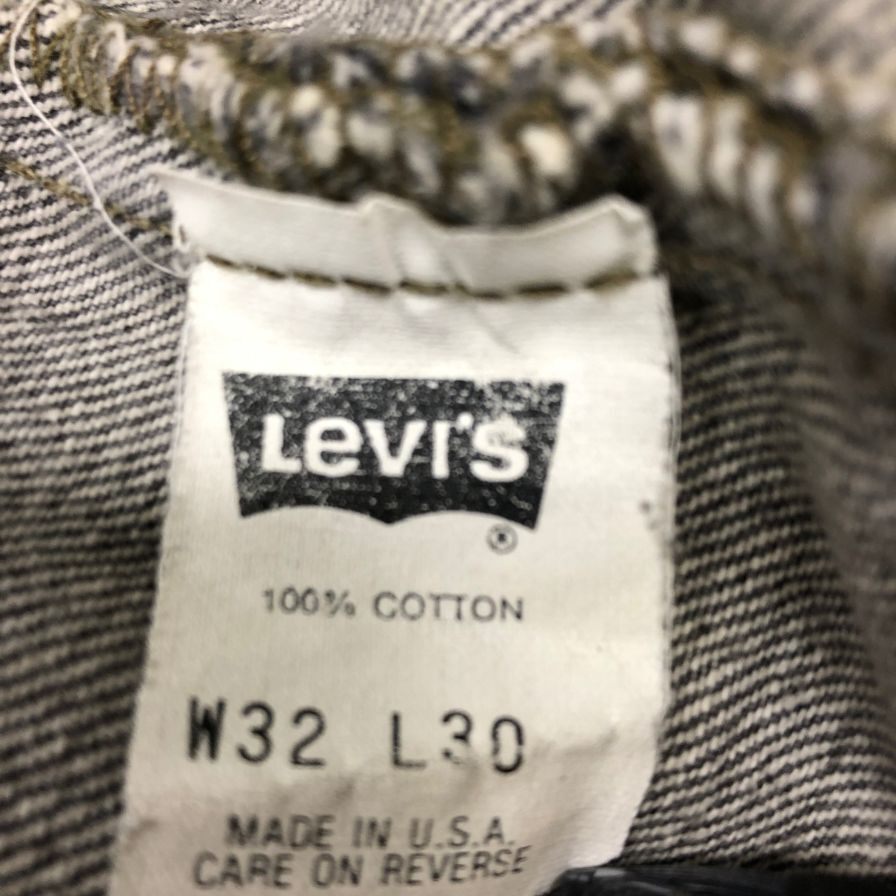 Levi's
®
100% COTTON
W32 L30
MADE IN U.S.A.
CARE ON REVERSE